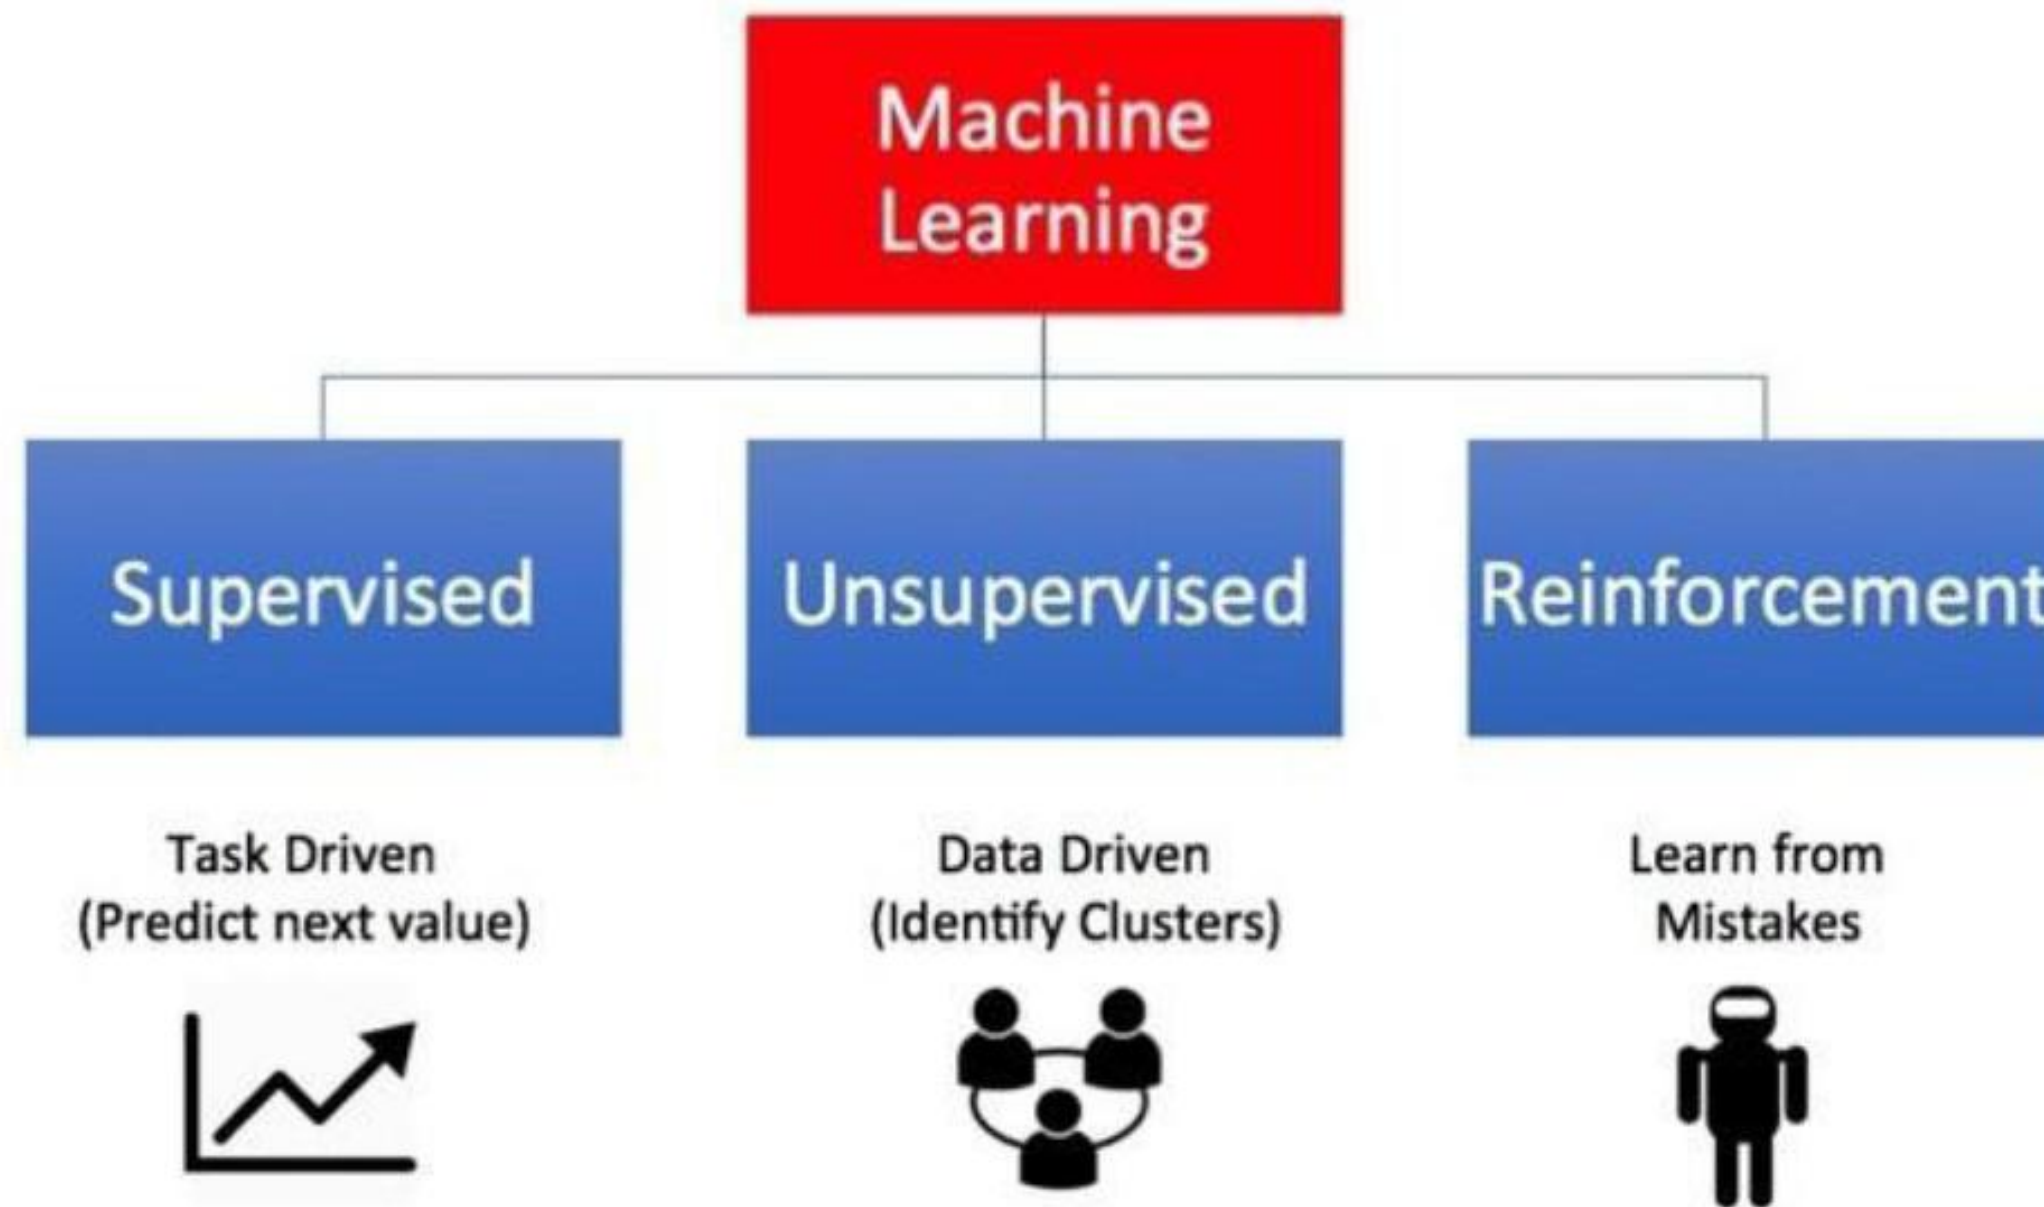 Machine
Learning
Supervised
Unsupervised
Reinforcement
Task Driven
(Predict next value)
Data Driven
(Identify Clusters)
Learn from
Mistakes